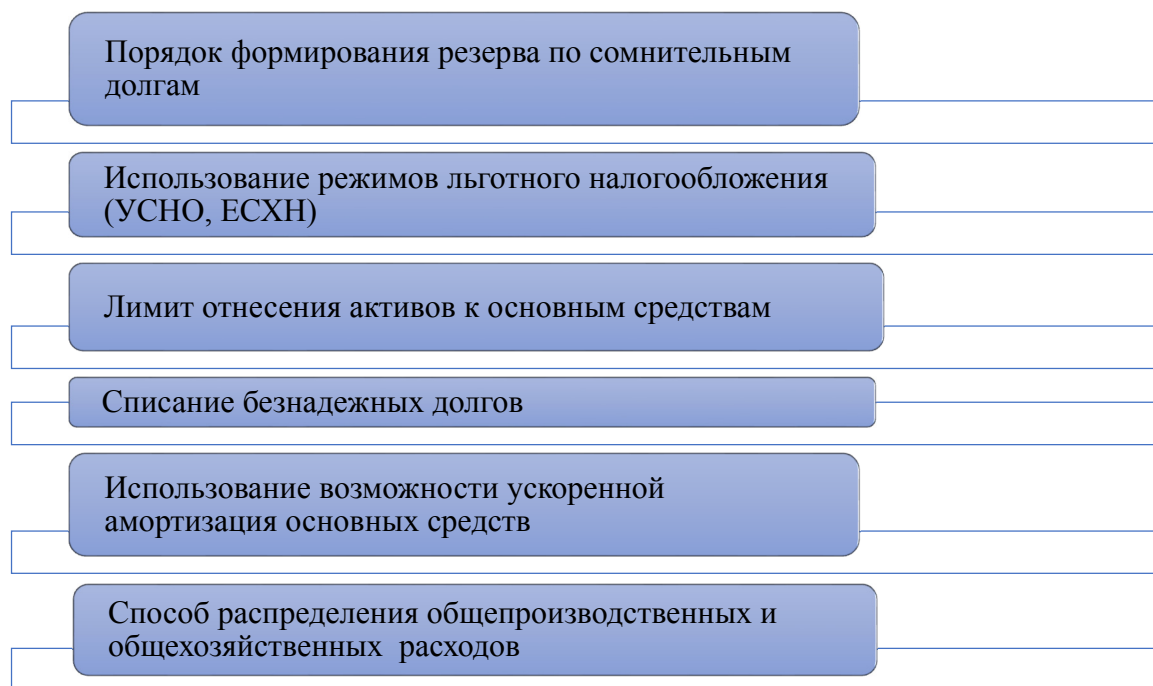 Порядок формирования резерва по сомнительным
долгам
Использование режимов льготного налогообложения
(УСНО, ЕСХН)
Лимит отнесения активов к основным средствам
Списание безнадежных долгов
Использование возможности ускоренной
амортизация основных средств
Способ распределения общепроизводственных и
общехозяйственных  расходов